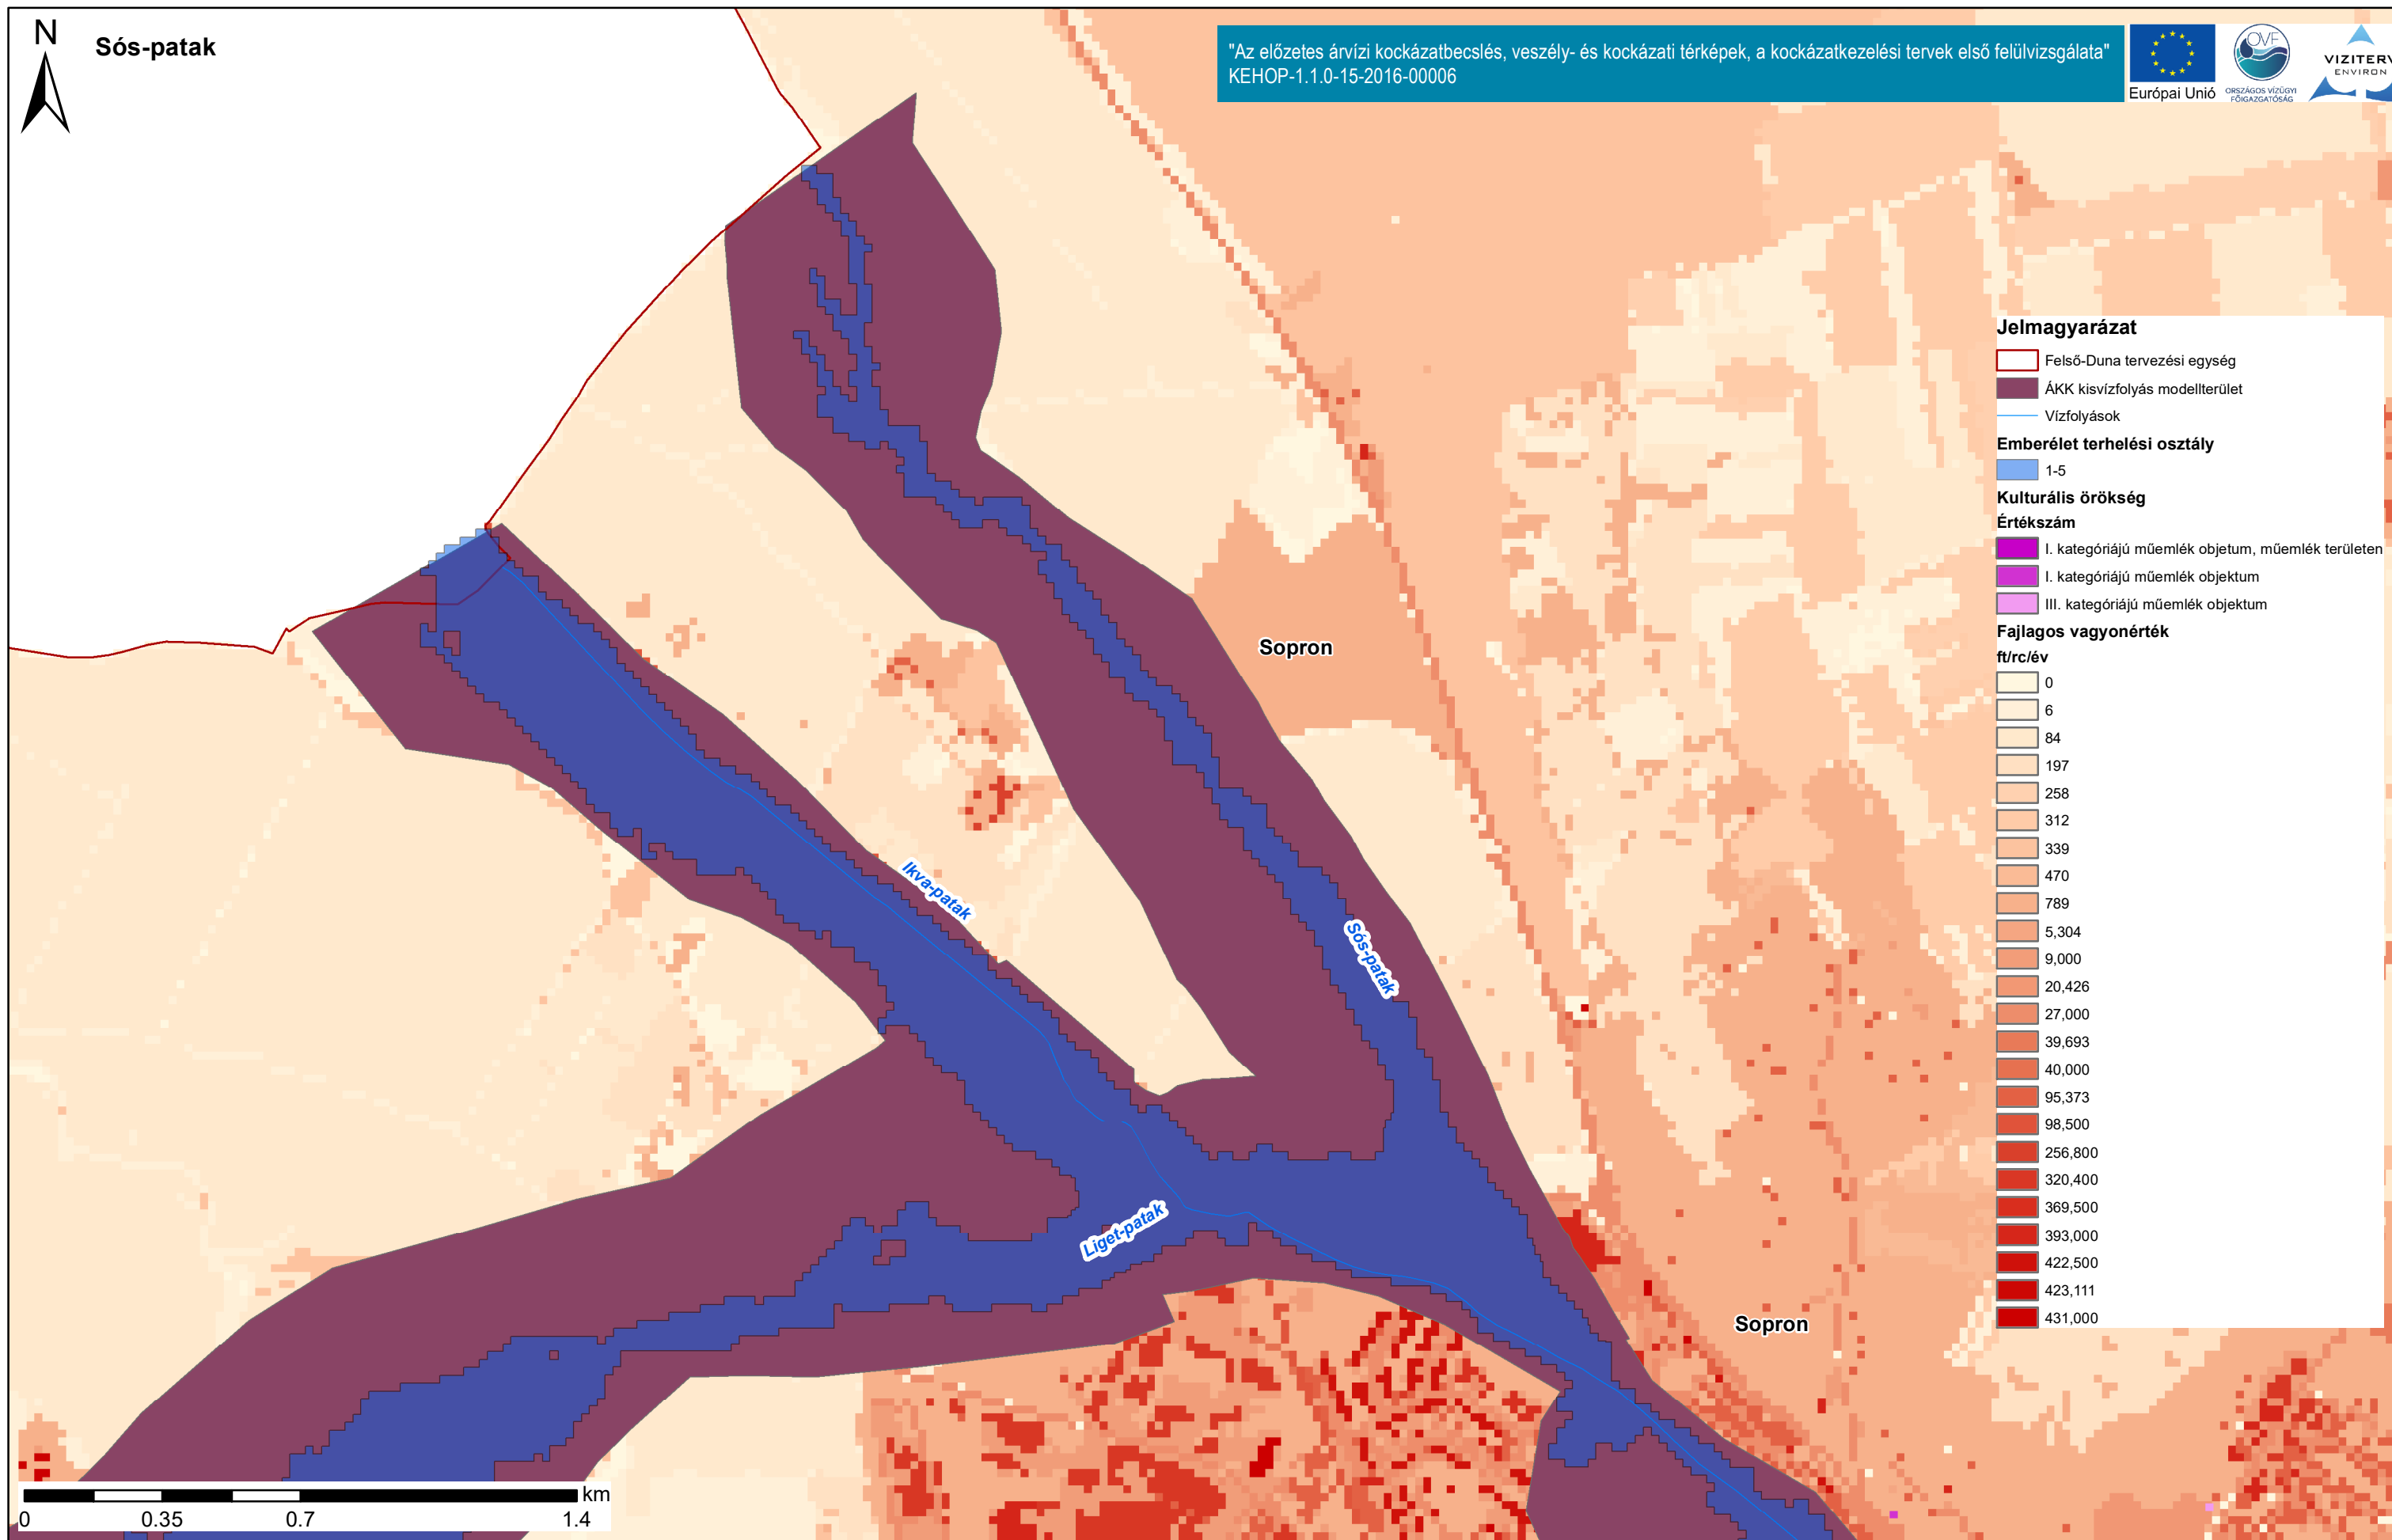 N
Sós-patak
"Az előzetes árvízi kockázatbecslés, veszély- és kockázati térképek, a kockázatkezelési tervek első felülvizsgálata"
KEHOP-1.1.0-15-2016-00006
Európai Unió
OVF
ORSZÁGOS VÍZÜGYI
FŐIGAZGATÓSÁG
VIZITERV
ENVIRON
Jelmagyarázat
Felső-Duna tervezési egység
ÁKK kisvízfolyás modellterület
Vízfolyások
Emberélet terhelési osztály
1-5
Kulturális örökség
Értékszám
I. kategóriájú műemlék objetum, műemlék területen
I. kategóriájú műemlék objektum
III. kategóriájú műemlék objektum
Fajlagos vagyonérték
ft/rc/év
0
6
84
197
258
312
339
470
789
5,304
9,000
20,426
27,000
39,693
40,000
95,373
98,500
256,800
320,400
369,500
393,000
422,500
423,111
431,000
Sopron
Ikva-patak
Sós-patak
Liget-patak
Sopron
km
0 0.35 0.7 1.4